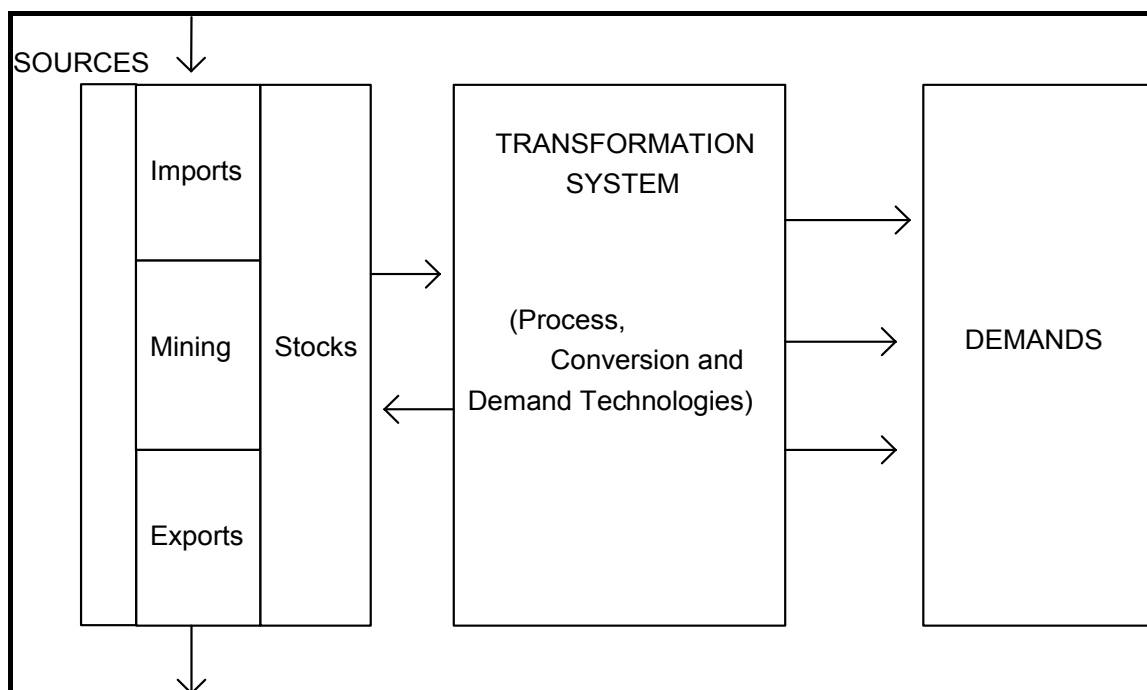 SOURCES
Imports
Mining
Exports
Stocks
TRANSFORMATION
SYSTEM
(Process,
Conversion and
Demand Technologies)
DEMANDS